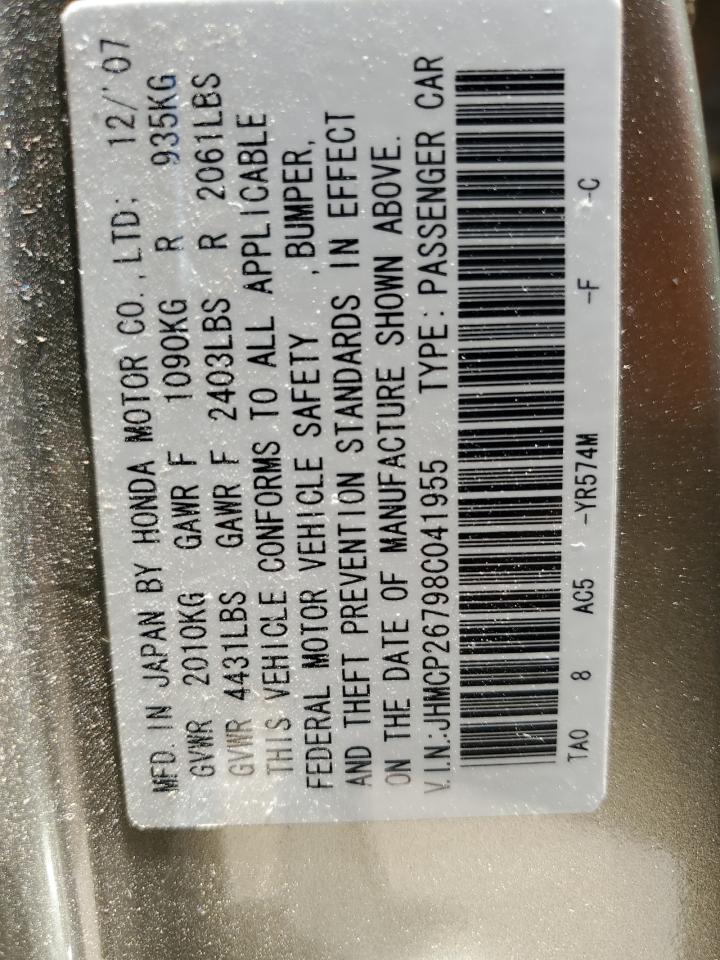 MFD. IN JAPAN BY HONDA MOTOR CO., LTD: 12/'07
GVWR 2010KG GAWR F 1090KG R 935KG
GVWR 4431LBS GAWR F 2403LBS R 2061LBS
THIS VEHICLE CONFORMS TO ALL APPLICABLE
FEDERAL MOTOR VEHICLE SAFETY , BUMPER,
AND THEFT PREVENTION STANDARDS IN EFFECT
ON THE DATE OF MANUFACTURE SHOWN ABOVE.
V.I.N.:JHMCP26798C041955 TYPE: PASSENGER CAR
TA0 8 AC5 -YR574M -F -C